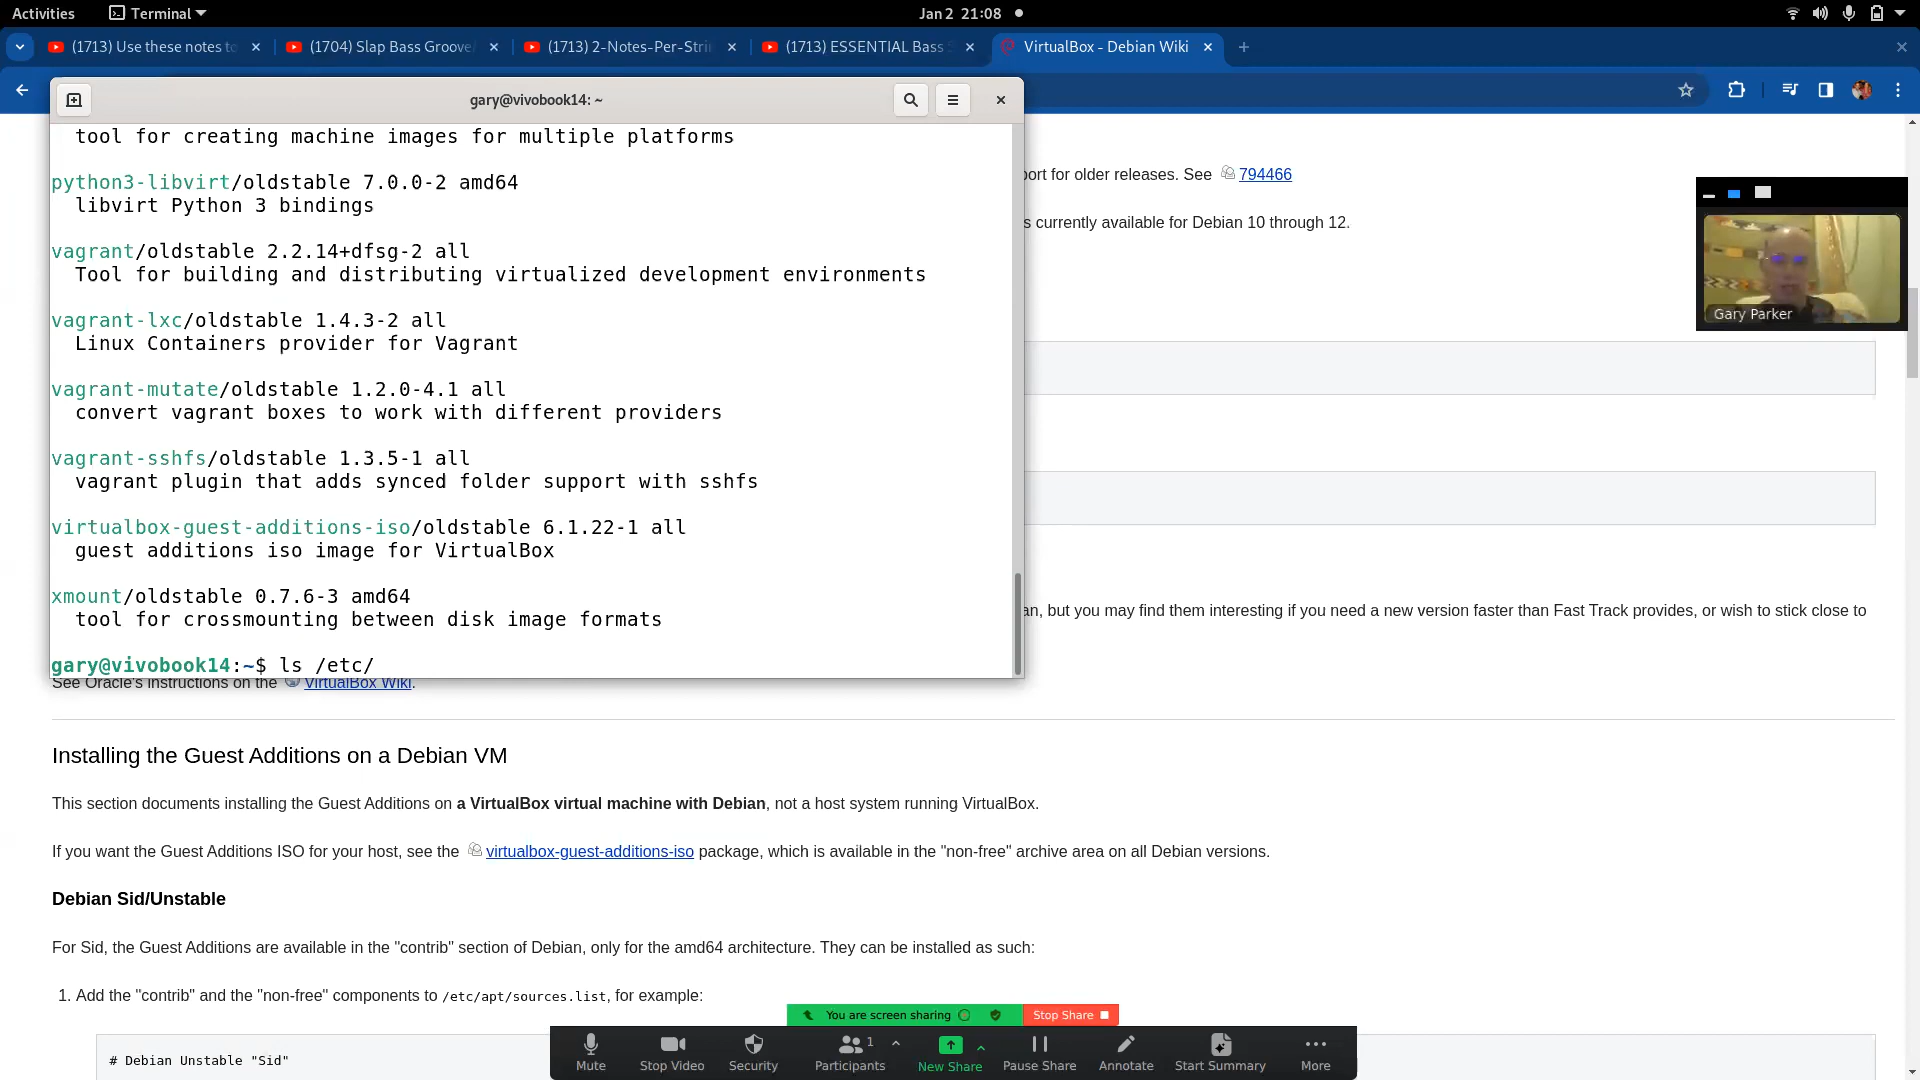 Activities
Terminal
Jan 2 21:08
(1713) Use these notes to
(1704) Slap Bass Groove
(1713) 2-Notes-Per-Stri
(1713) ESSENTIAL Bass S
VirtualBox - Debian Wiki
gary@vivobook14: ~
tool for creating machine images for multiple platforms
python3-libvirt/oldstable 7.0.0-2 amd64
libvirt Python 3 bindings
vagrant/oldstable 2.2.14+dfsg-2 all
Tool for building and distributing virtualized development environments
vagrant-lxc/oldstable 1.4.3-2 all
Linux Containers provider for Vagrant
vagrant-mutate/oldstable 1.2.0-4.1 all
convert vagrant boxes to work with different providers
vagrant-sshfs/oldstable 1.3.5-1 all
vagrant plugin that adds synced folder support with sshfs
virtualbox-guest-additions-iso/oldstable 6.1.22-1 all
guest additions iso image for VirtualBox
xmount/oldstable 0.7.6-3 amd64
tool for crossmounting between disk image formats
gary@vivobook14:~$ ls /etc/
ort for older releases. See 794466
s currently available for Debian 10 through 12.
Gary Parker
an, but you may find them interesting if you need a new version faster than Fast Track provides, or wish to stick close to
See Oracle's instructions on the VirtualBox Wiki.
Installing the Guest Additions on a Debian VM
This section documents installing the Guest Additions on a VirtualBox virtual machine with Debian, not a host system running VirtualBox.
If you want the Guest Additions ISO for your host, see the virtualbox-guest-additions-iso package, which is available in the "non-free" archive area on all Debian versions.
Debian Sid/Unstable
For Sid, the Guest Additions are available in the "contrib" section of Debian, only for the amd64 architecture. They can be installed as such:
1. Add the "contrib" and the "non-free" components to /etc/apt/sources.list, for example:
# Debian Unstable "Sid"
You are screen sharing
Stop Share
Mute
Stop Video
Security
Participants 1
New Share
Pause Share
Annotate
Start Summary
More